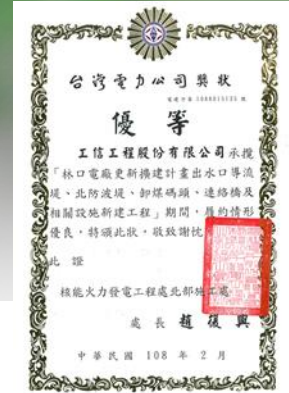 台灣電力公司獎狀
優等
工信工程股份有限公司承攬
「林口電廠更新擴建計畫出水口導流
堤、北防波堤、卸煤碼頭、連絡橋及
相關設施新建工程」期間,履約情形
優良,特頒此狀,敬致謝忱
此證
核能火力發電工程處北部施工處
處長 趙復興
中華民國 108 年 2 月